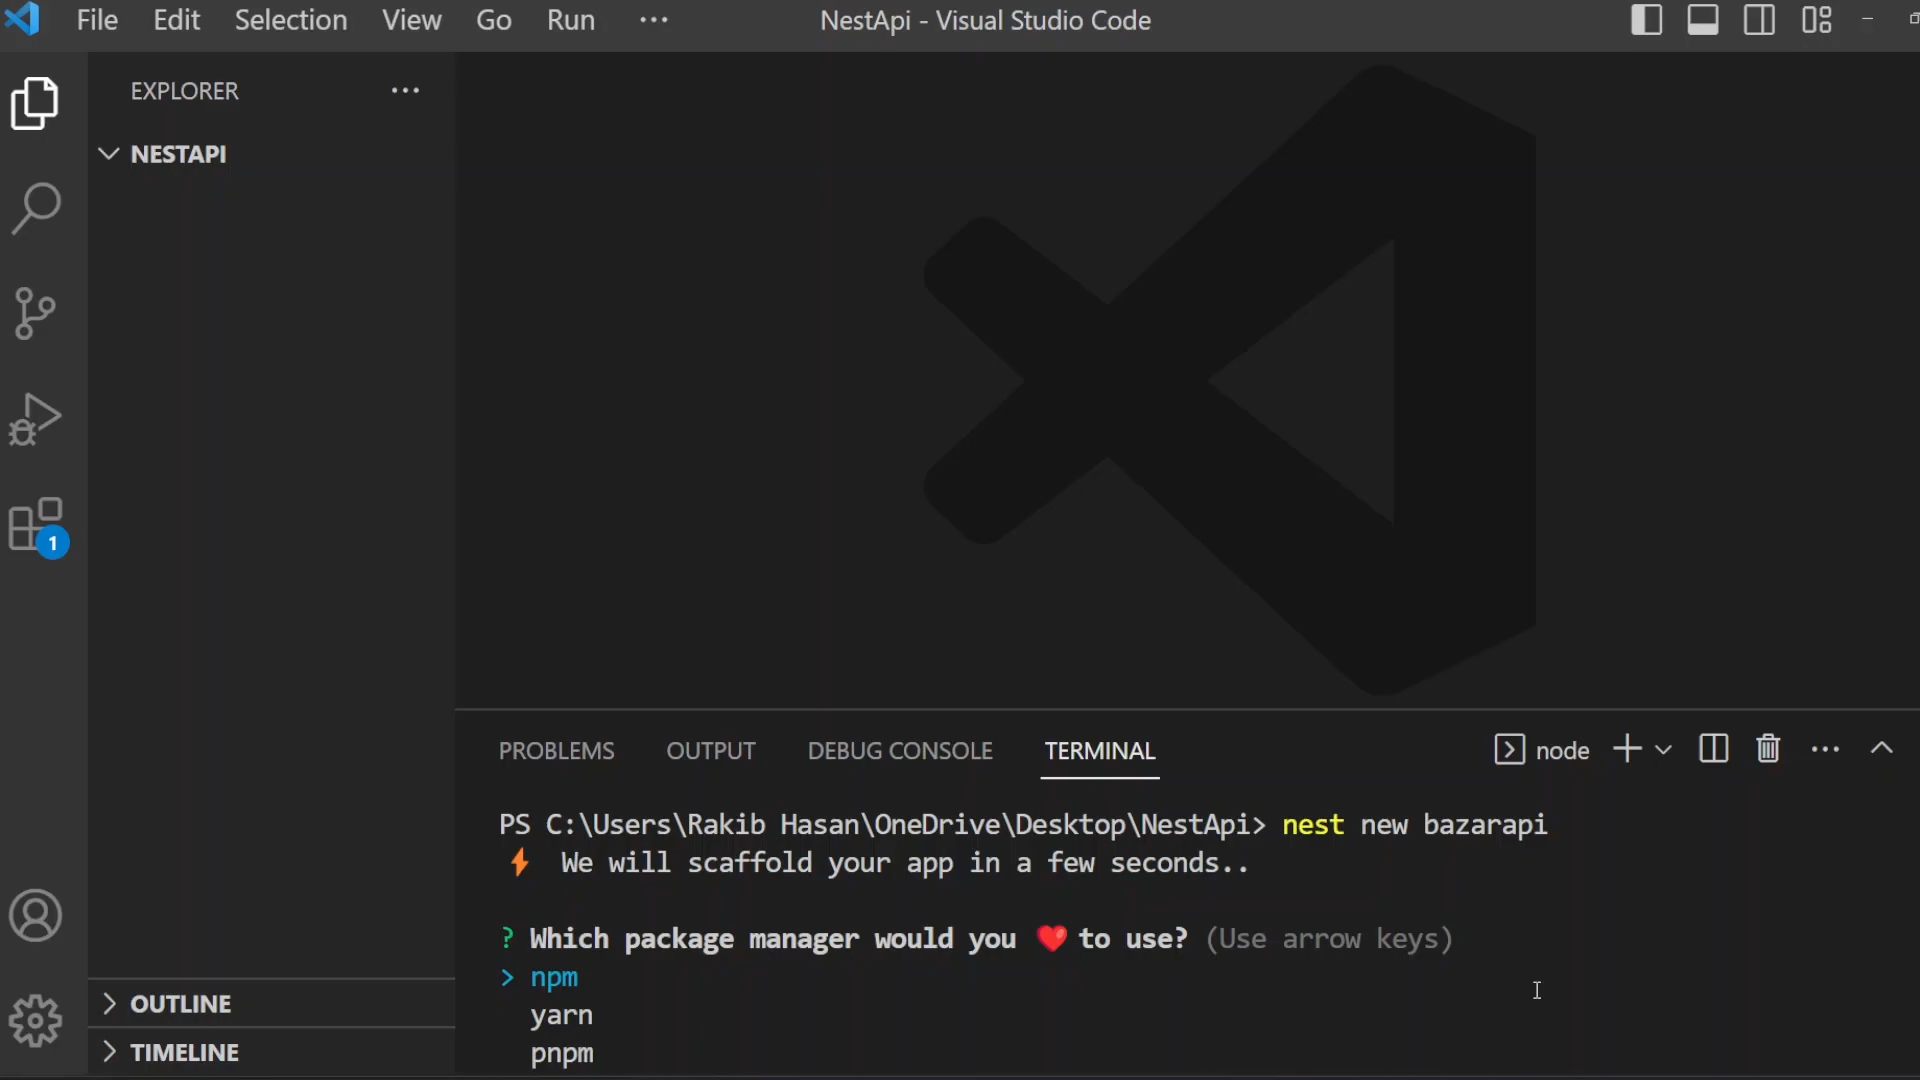 File Edit Selection View Go Run ···
NestApi - Visual Studio Code
EXPLORER
NESTAPI
1
OUTLINE
TIMELINE
PROBLEMS OUTPUT DEBUG CONSOLE TERMINAL
node
PS C:\Users\Rakib Hasan\OneDrive\Desktop\NestApi> nest new bazarapi
⚡ We will scaffold your app in a few seconds..
? Which package manager would you ❤️ to use? (Use arrow keys)
> npm
yarn
pnpm